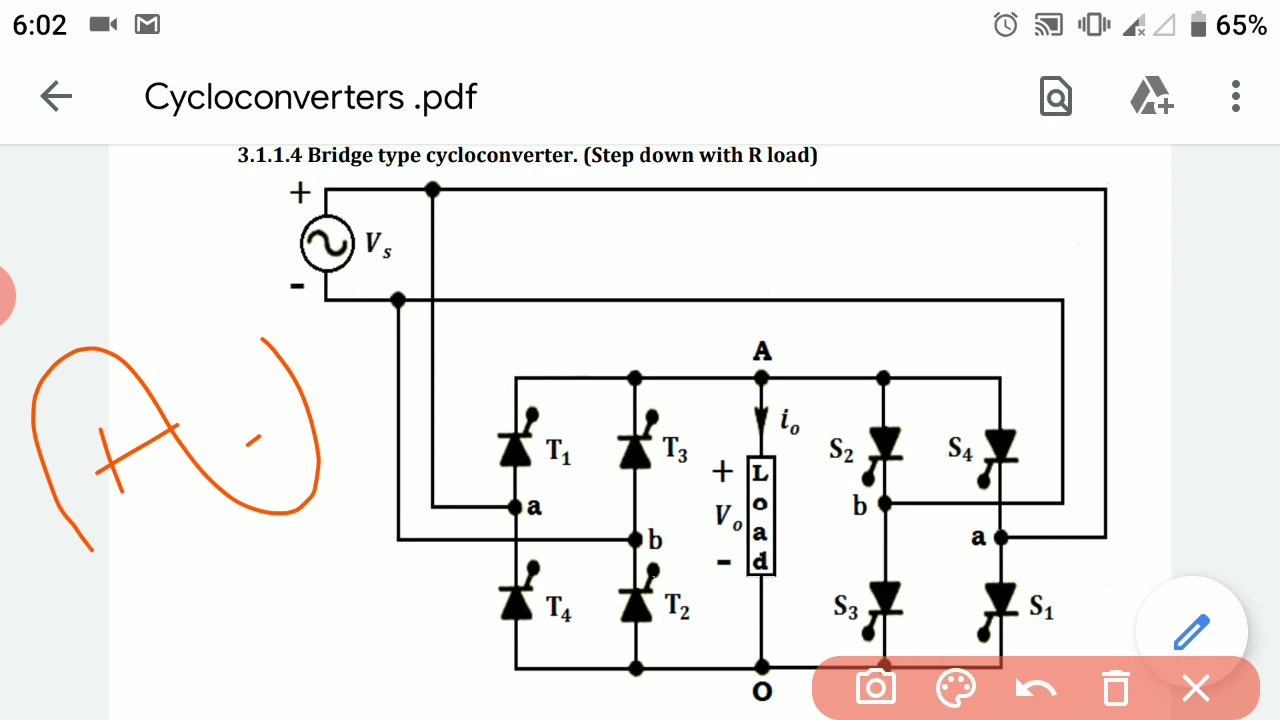 6:02 65%
Cycloconverters .pdf
3.1.1.4 Bridge type cycloconverter. (Step down with R load)
+
Vs
-
A
io
T1
T3
+
Vo
-
Load
S2
S4
a
b
b
a
T4
T2
S3
S1
O
+ -